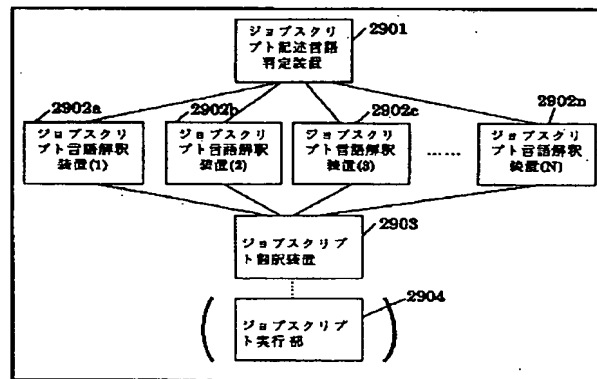 2901
ジョブスクリ
プト記述言語
判定装置
2902a
2902b
2902c
2902n
ジョブスクリ
プト言語解釈
装置(1)
ジョブスクリ
プト言語解釈
装置(2)
ジョブスクリ
プト言語解釈
装置(3)
……
ジョブスクリ
プト言語解釈
装置(N)
2903
ジョブスクリプ
ト翻訳装置
2904
ジョブスクリプ
ト実行部